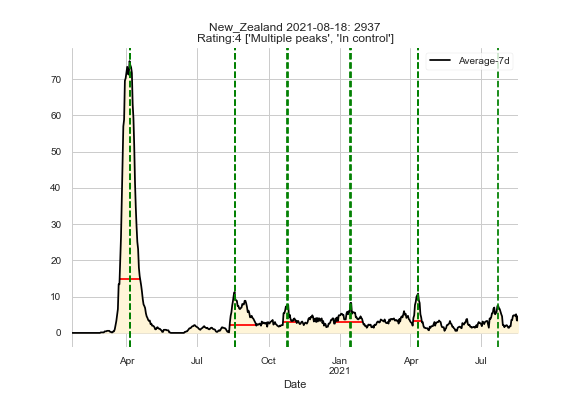 New_Zealand 2021-08-18: 2937
Rating:4 ['Multiple peaks', 'In control']
Average-7d
70
60
50
40
30
20
10
0
Apr
Jul
Oct
Jan
2021
Apr
Jul
Date